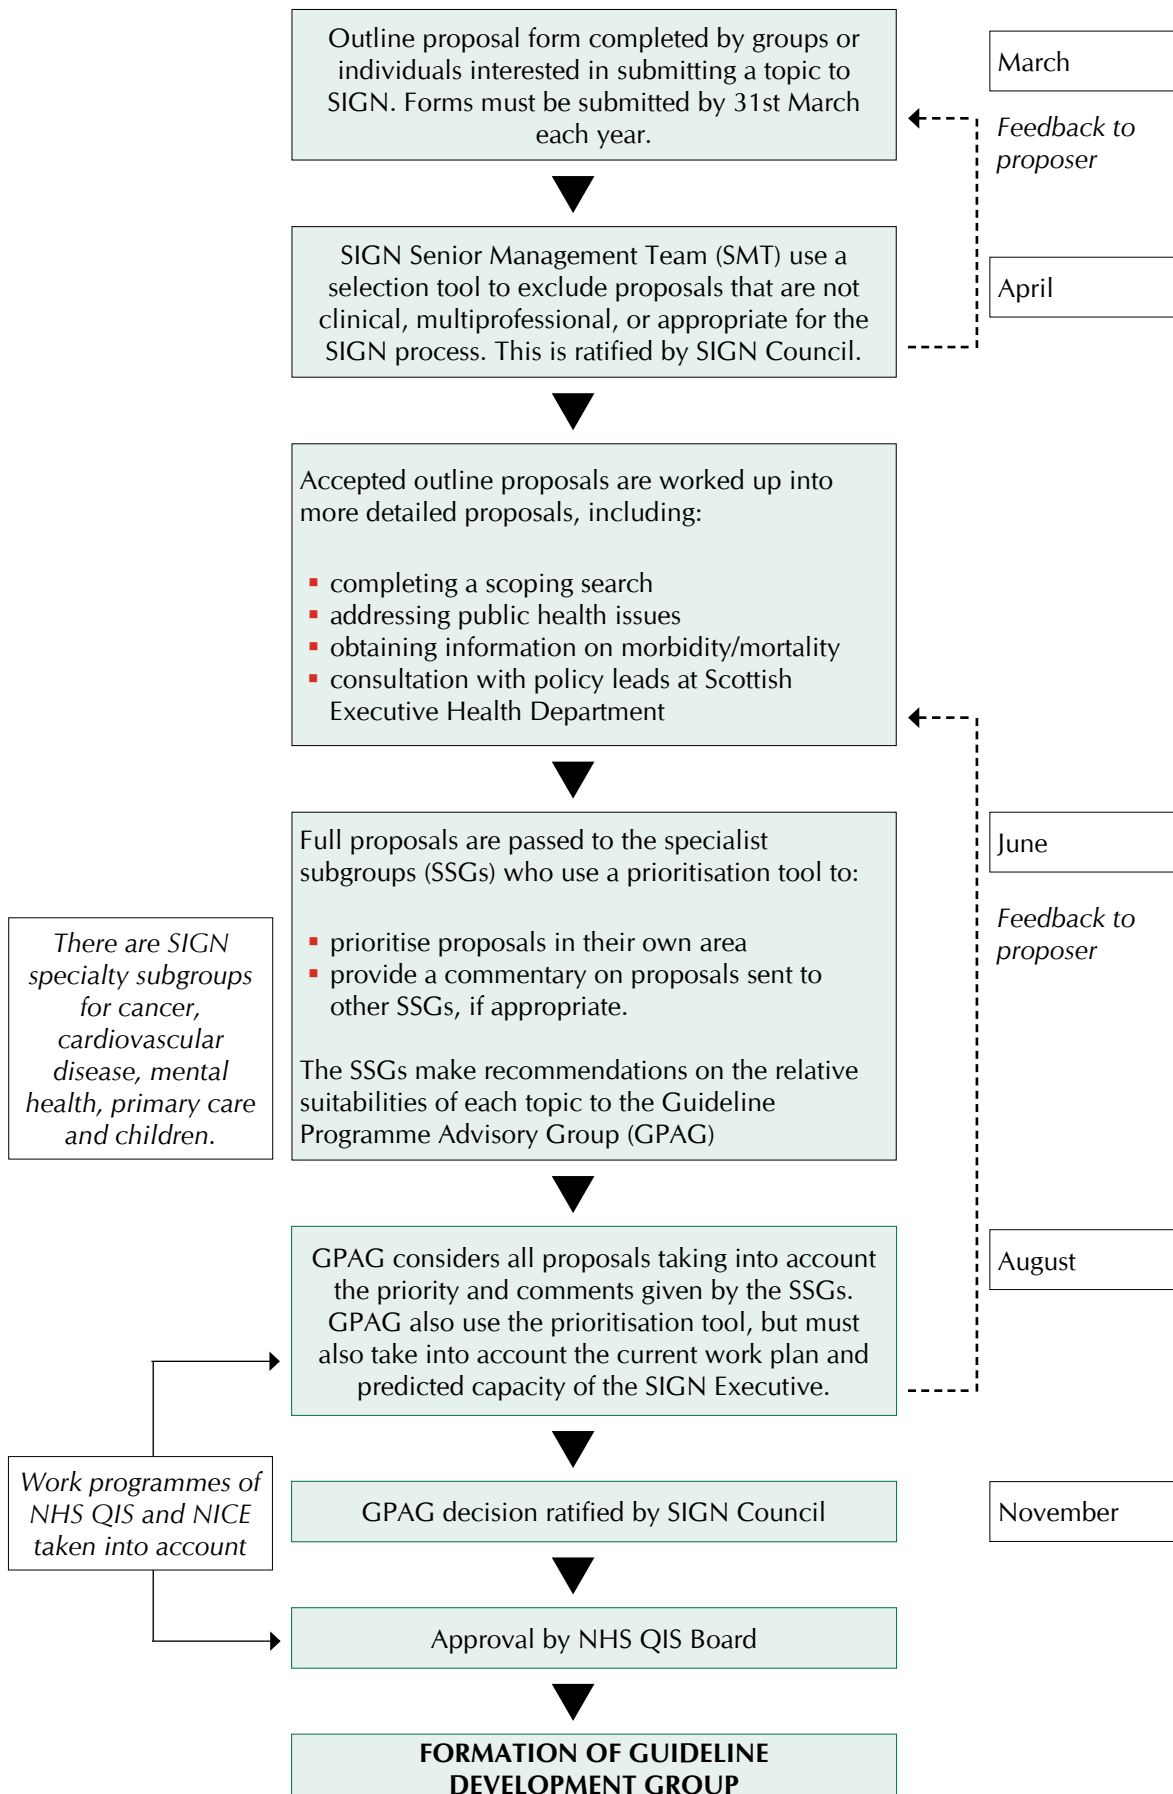 Outline proposal form completed by groups or
individuals interested in submitting a topic to
SIGN. Forms must be submitted by 31st March
each year.
March
Feedback to
proposer
SIGN Senior Management Team (SMT) use a
selection tool to exclude proposals that are not
clinical, multiprofessional, or appropriate for the
SIGN process. This is ratified by SIGN Council.
April
Accepted outline proposals are worked up into
more detailed proposals, including:
▪ completing a scoping search
▪ addressing public health issues
▪ obtaining information on morbidity/mortality
▪ consultation with policy leads at Scottish
Executive Health Department
Full proposals are passed to the specialist
subgroups (SSGs) who use a prioritisation tool to:
▪ prioritise proposals in their own area
▪ provide a commentary on proposals sent to
other SSGs, if appropriate.
The SSGs make recommendations on the relative
suitabilities of each topic to the Guideline
Programme Advisory Group (GPAG)
June
Feedback to
proposer
There are SIGN
specialty subgroups
for cancer,
cardiovascular
disease, mental
health, primary care
and children.
GPAG considers all proposals taking into account
the priority and comments given by the SSGs.
GPAG also use the prioritisation tool, but must
also take into account the current work plan and
predicted capacity of the SIGN Executive.
August
Work programmes of
NHS QIS and NICE
taken into account
GPAG decision ratified by SIGN Council
November
Approval by NHS QIS Board
FORMATION OF GUIDELINE
DEVELOPMENT GROUP